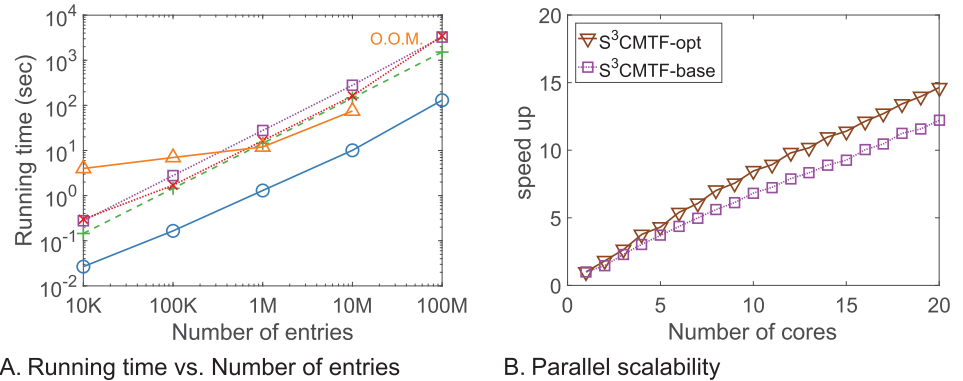 10^4
10^3
10^2
10^1
10^0
10^-1
10^-2
Running time (sec)
O.O.M.
10K 100K 1M 10M 100M
Number of entries
A. Running time vs. Number of entries
20
15
10
5
0
speed up
S^3CMTF-opt
S^3CMTF-base
0 5 10 15 20
Number of cores
B. Parallel scalability